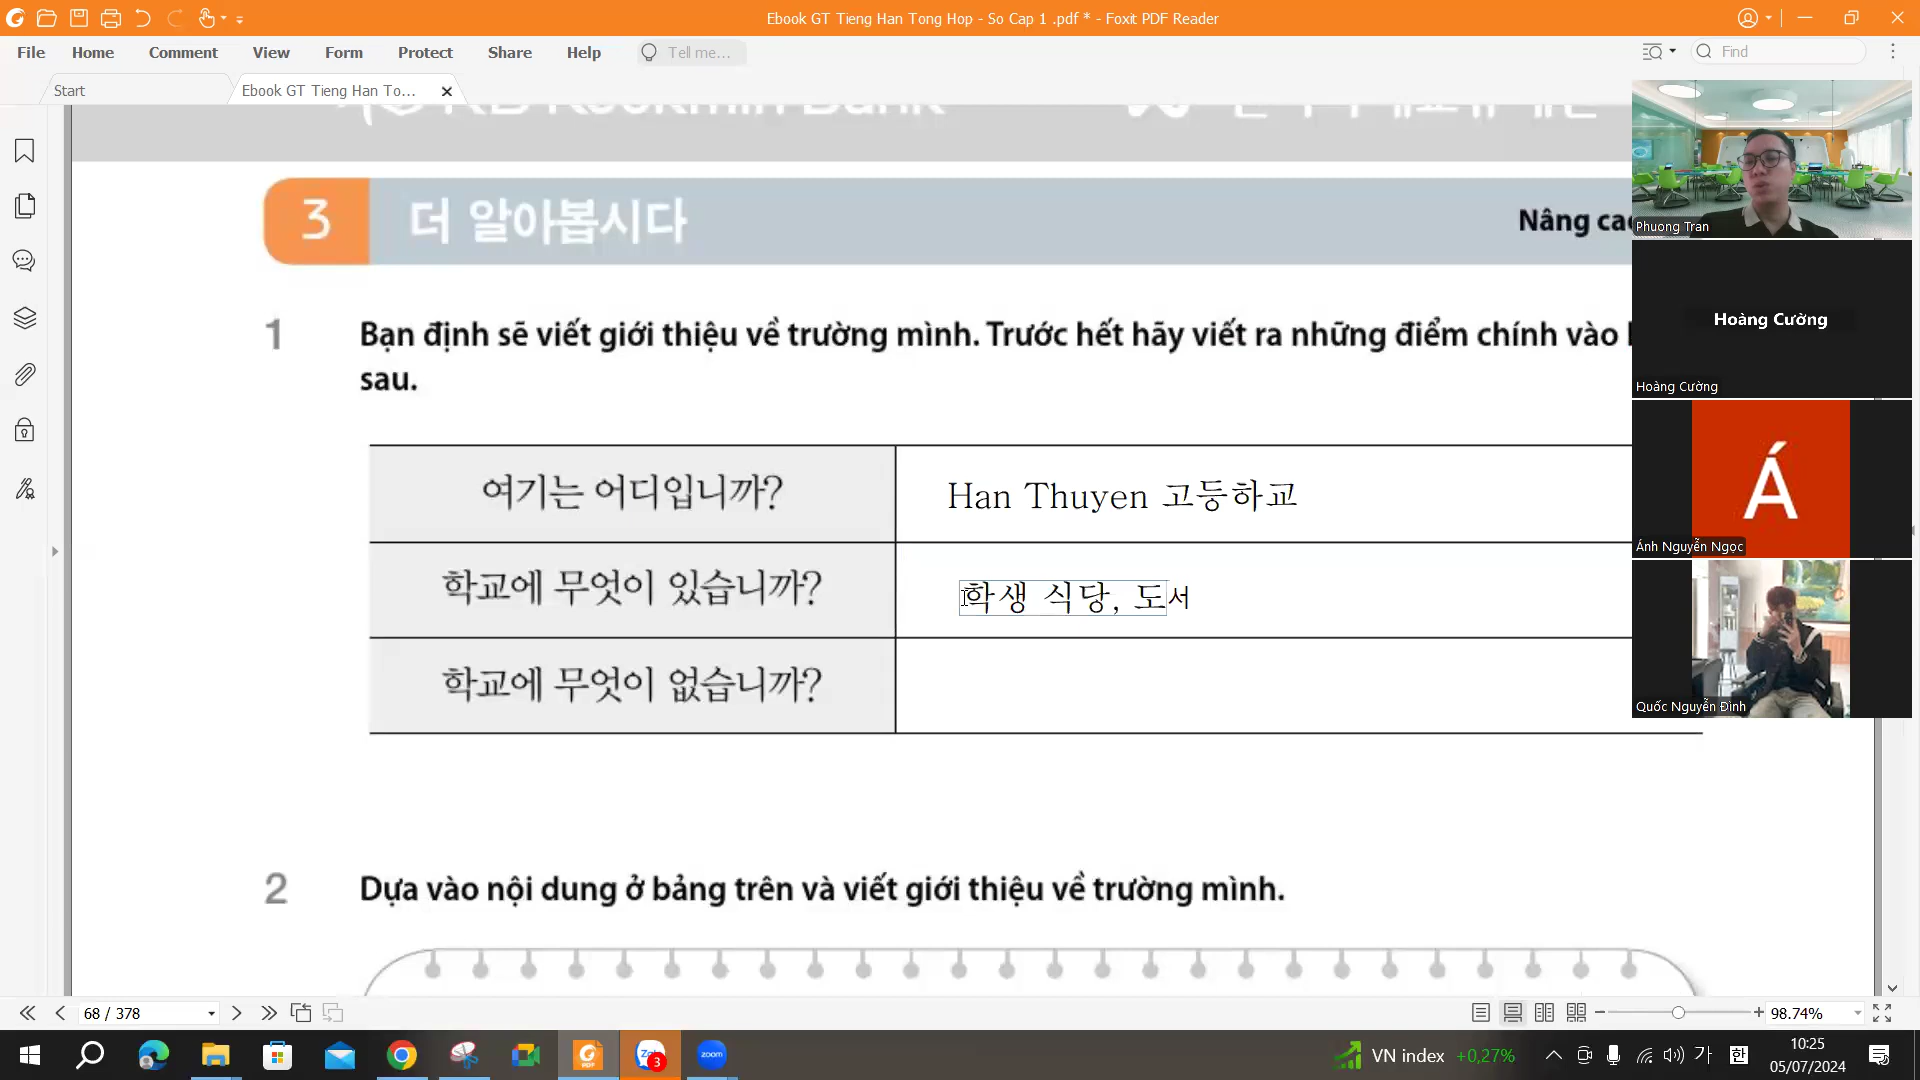 Ebook GT Tieng Han Tong Hop - So Cap 1 .pdf * - Foxit PDF Reader
File Home Comment View Form Protect Share Help Tell me... Find
Start Ebook GT Tieng Han To...
KB Kookmin Bank
3 더 알아봅시다 Nâng
1 Bạn định sẽ viết giới thiệu về trường mình. Trước hết hãy viết ra những điểm chính vào
sau.
여기는 어디입니까? Han Thuyen 고등하교
학교에 무엇이 있습니까? 학생 식당, 도서
학교에 무엇이 없습니까?
2 Dựa vào nội dung ở bảng trên và viết giới thiệu về trường mình.
Phuong Tran
Hoàng Cường
Hoàng Cường
Á
Ánh Nguyễn Ngọc
Quốc Nguyễn Đình
68 / 378 98.74%
PDF Zalo 3 zoom VN index +0,27% 가 한 10:25
05/07/2024